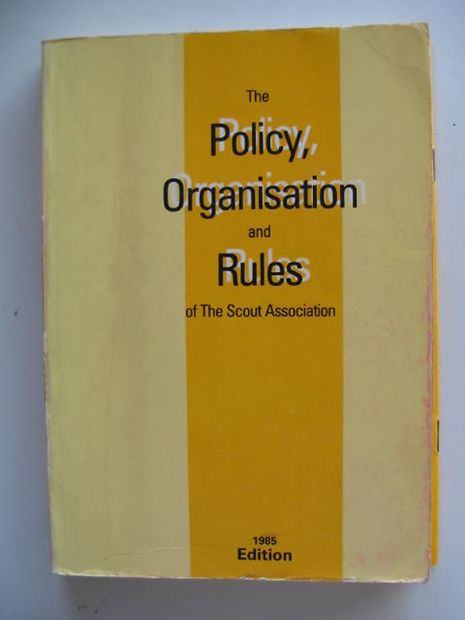 The
Policy,
Organisation
and
Rules
of The Scout Association
1985
Edition